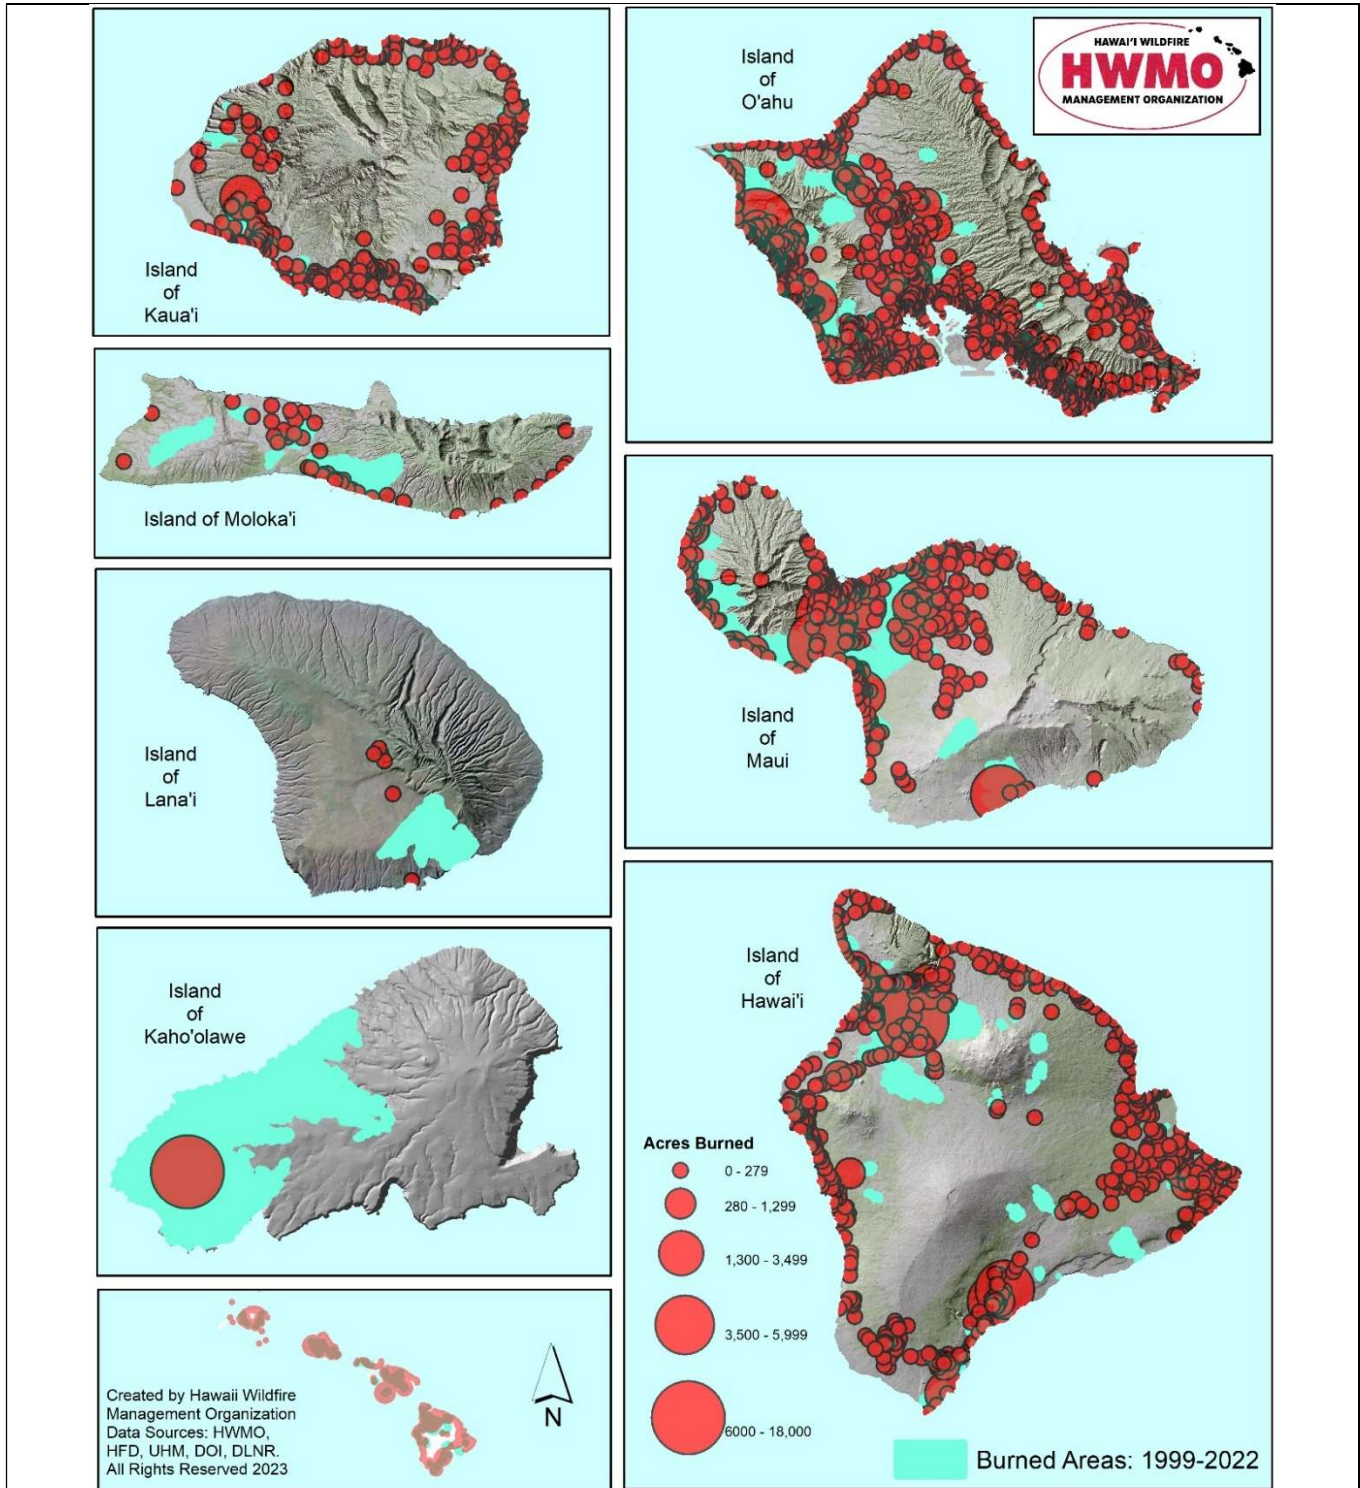 Island
of
Kaua'i
Island
of
O'ahu
HAWAI'I WILDFIRE
HWMO
MANAGEMENT ORGANIZATION
Island of Moloka'i
Island
of
Lana'i
Island
of
Maui
Island
of
Kaho'olawe
Island
of
Hawai'i
Acres Burned
0 - 279
280 - 1,299
1,300 - 3,499
3,500 - 5,999
6000 - 18,000
Burned Areas: 1999-2022
Created by Hawaii Wildfire
Management Organization
Data Sources: HWMO,
HFD, UHM, DOI, DLNR.
All Rights Reserved 2023
N